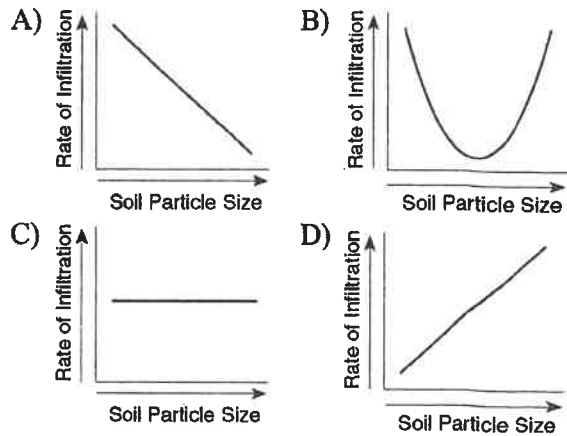 A)
Rate of Infiltration
Soil Particle Size
B)
Rate of Infiltration
Soil Particle Size
C)
Rate of Infiltration
Soil Particle Size
D)
Rate of Infiltration
Soil Particle Size